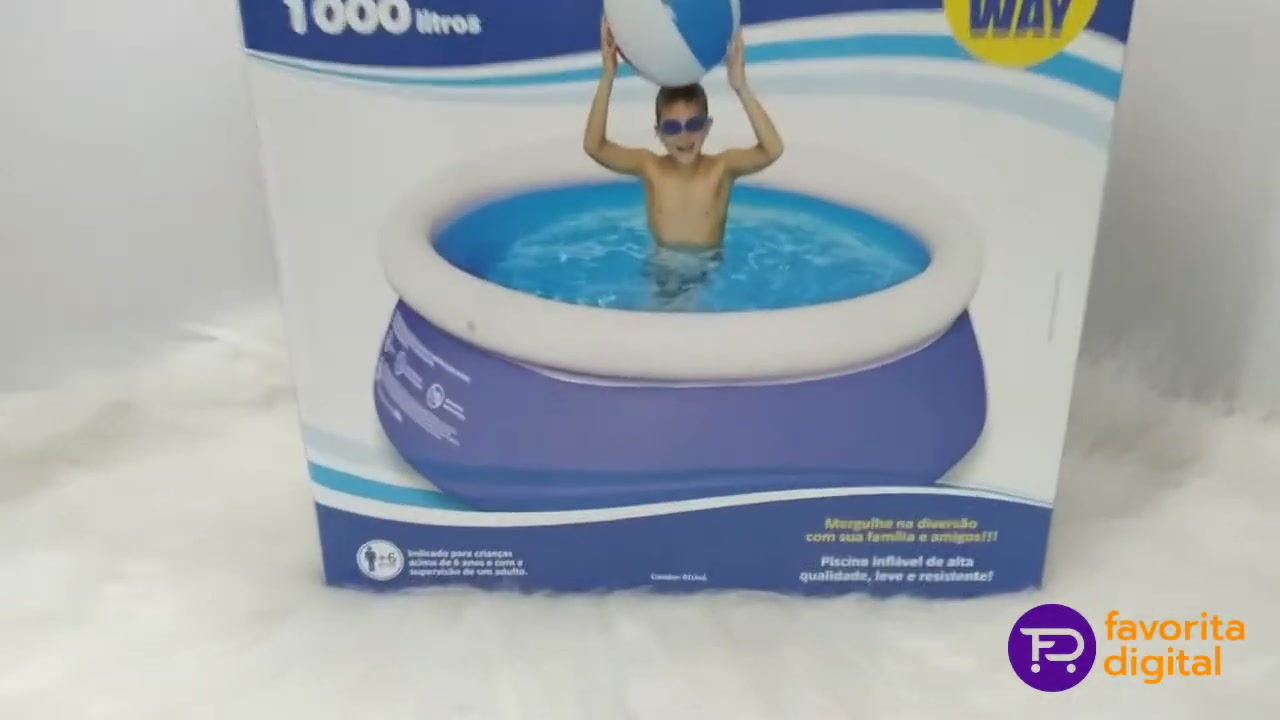 1000 litros
WAY
Mergulhe na diversão
com sua família e amigos!!!
+6
Indicado para crianças
acima de 6 anos e com a
supervisão de um adulto.
Piscina inflável de alta
qualidade, leve e resistente!
favorita
digital